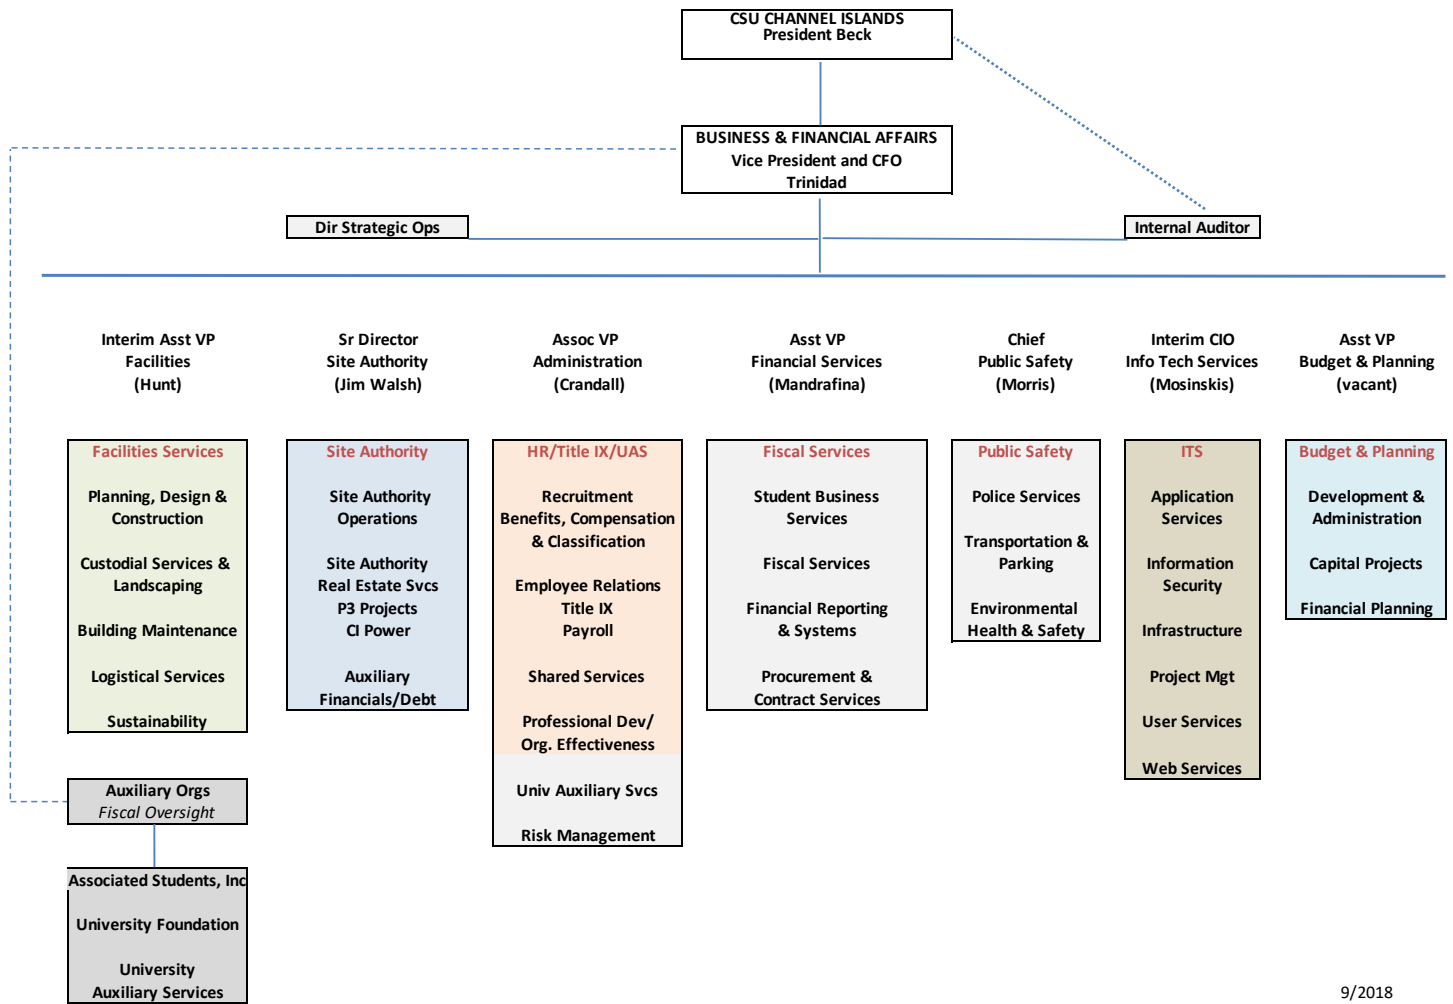 CSU CHANNEL ISLANDS
President Beck
BUSINESS & FINANCIAL AFFAIRS
Vice President and CFO
Trinidad
Dir Strategic Ops
Internal Auditor
Interim Asst VP
Facilities
(Hunt)
Sr Director
Site Authority
(Jim Walsh)
Assoc VP
Administration
(Crandall)
Asst VP
Financial Services
(Mandrafina)
Chief
Public Safety
(Morris)
Interim CIO
Info Tech Services
(Mosinskis)
Asst VP
Budget & Planning
(vacant)
Facilities Services
Planning, Design &
Construction
Custodial Services &
Landscaping
Building Maintenance
Logistical Services
Sustainability
Site Authority
Site Authority
Operations
Site Authority
Real Estate Svcs
P3 Projects
CI Power
Auxiliary
Financials/Debt
HR/Title IX/UAS
Recruitment
Benefits, Compensation
& Classification
Employee Relations
Title IX
Payroll
Shared Services
Professional Dev/
Org. Effectiveness
Univ Auxiliary Svcs
Risk Management
Fiscal Services
Student Business
Services
Fiscal Services
Financial Reporting
& Systems
Procurement &
Contract Services
Public Safety
Police Services
Transportation &
Parking
Environmental
Health & Safety
ITS
Application
Services
Information
Security
Infrastructure
Project Mgt
User Services
Web Services
Budget & Planning
Development &
Administration
Capital Projects
Financial Planning
Auxiliary Orgs
Fiscal Oversight
Associated Students, Inc
University Foundation
University
Auxiliary Services
9/2018